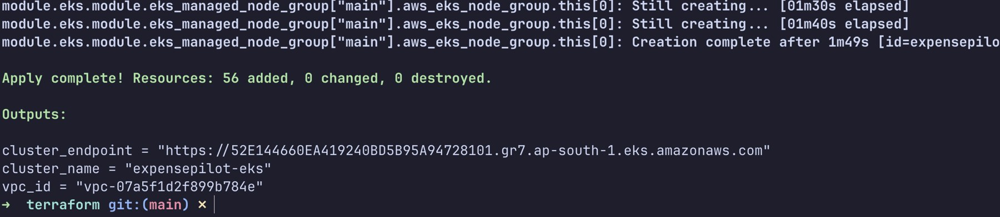 module.eks.module.eks_managed_node_group["main"].aws_eks_node_group.this[0]: Still creating... [01m30s elapsed]
module.eks.module.eks_managed_node_group["main"].aws_eks_node_group.this[0]: Still creating... [01m40s elapsed]
module.eks.module.eks_managed_node_group["main"].aws_eks_node_group.this[0]: Creation complete after 1m49s [id=expensepilo
Apply complete! Resources: 56 added, 0 changed, 0 destroyed.
Outputs:
cluster_endpoint = "https://52E144660EA419240BD5B95A94728101.gr7.ap-south-1.eks.amazonaws.com"
cluster_name = "expensepilot-eks"
vpc_id = "vpc-07a5f1d2f899b784e"
→ terraform git:(main) ×